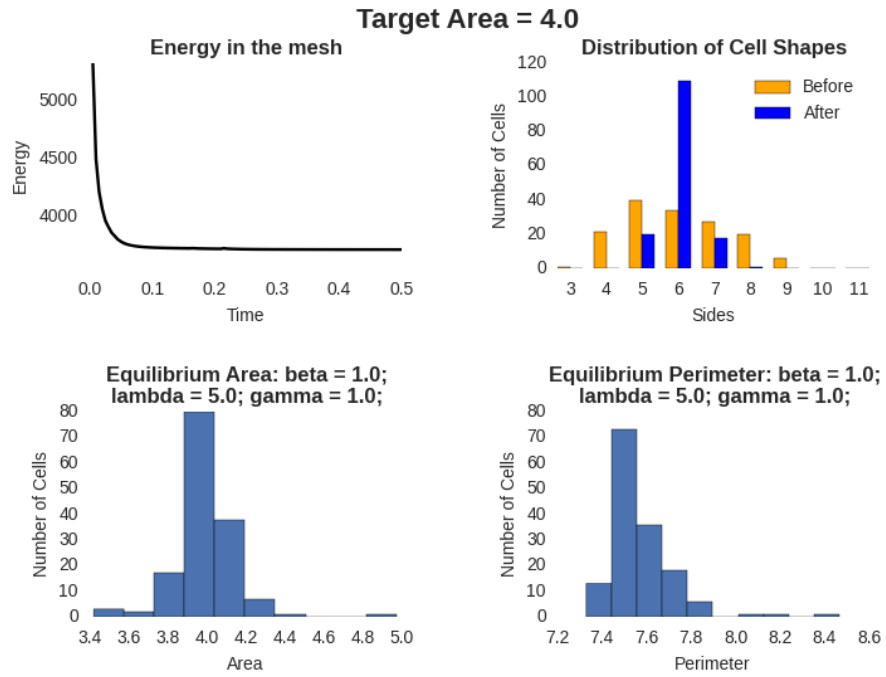 Target Area = 4.0
Energy in the mesh
Energy
5000
4500
4000
0.0 0.1 0.2 0.3 0.4 0.5
Time
Distribution of Cell Shapes
Number of Cells
120
100
80
60
40
20
0
Before
After
3 4 5 6 7 8 9 10 11
Sides
Equilibrium Area: beta = 1.0;
lambda = 5.0; gamma = 1.0;
Number of Cells
80
70
60
50
40
30
20
10
0
3.4 3.6 3.8 4.0 4.2 4.4 4.6 4.8 5.0
Area
Equilibrium Perimeter: beta = 1.0;
lambda = 5.0; gamma = 1.0;
Number of Cells
80
70
60
50
40
30
20
10
0
7.2 7.4 7.6 7.8 8.0 8.2 8.4 8.6
Perimeter